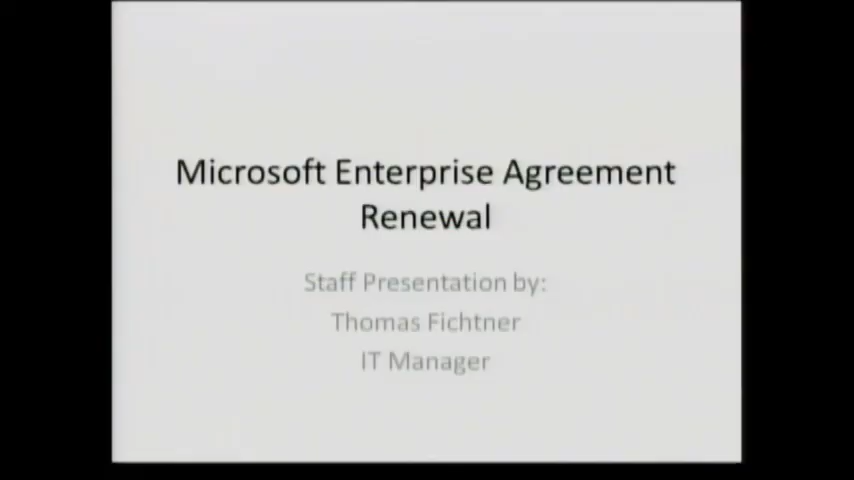 Microsoft Enterprise Agreement
Renewal
Staff Presentation by:
Thomas Fichtner
IT Manager